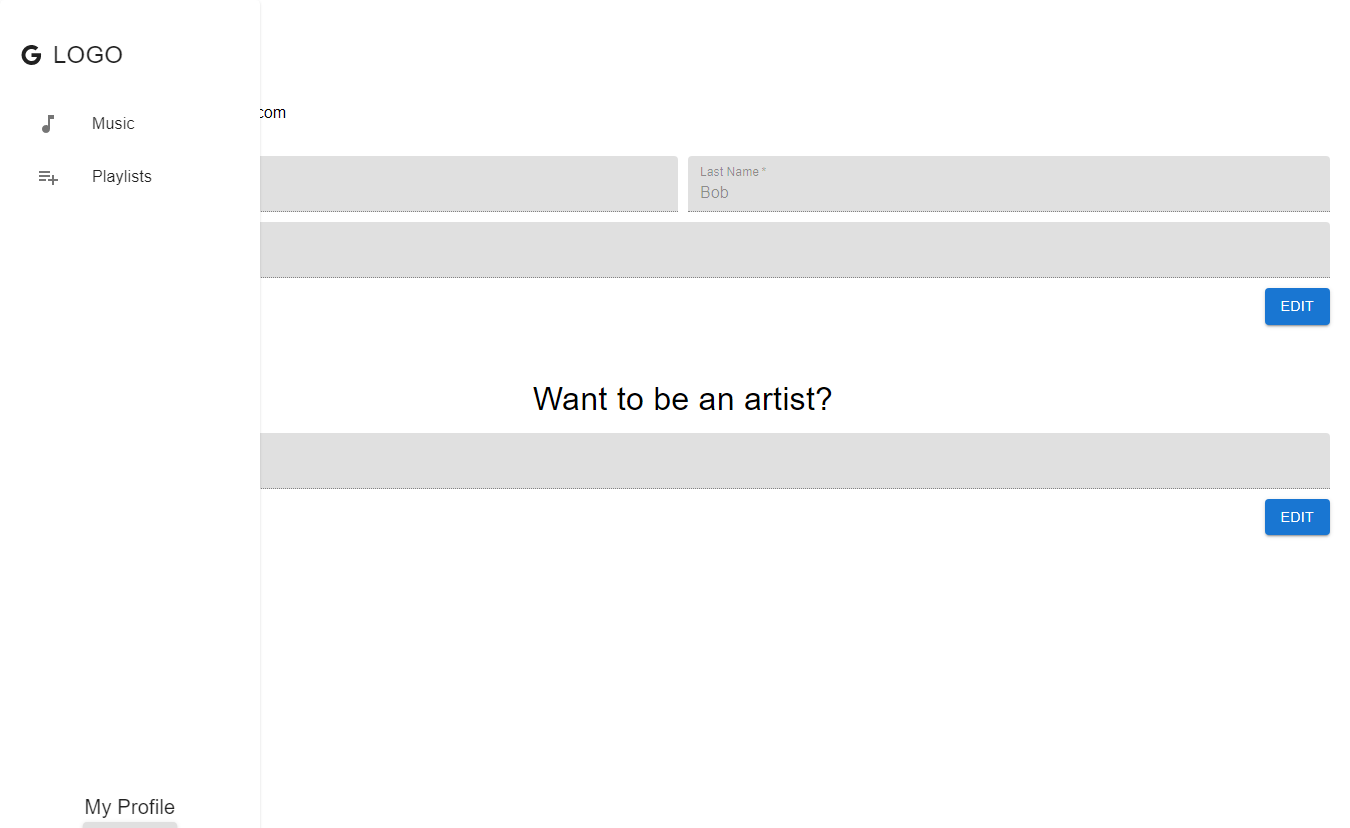 LOGO
com
Music
Last Name *
Bob
Playlists
EDIT
Want to be an artist?
EDIT
My Profile